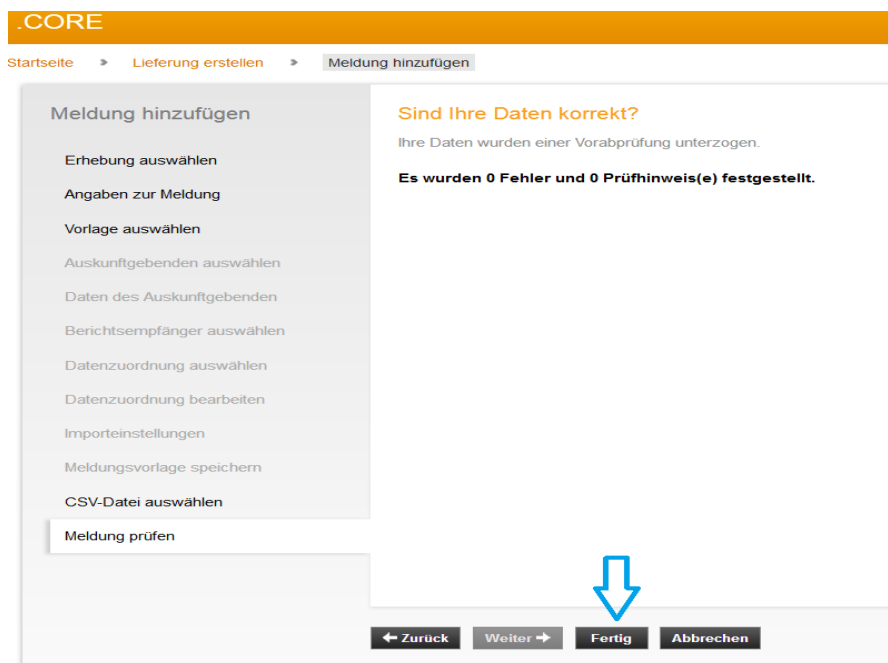 .CORE
Startseite » Lieferung erstellen » Meldung hinzufügen
Meldung hinzufügen
Erhebung auswählen
Angaben zur Meldung
Vorlage auswählen
Auskunftgebenden auswählen
Daten des Auskunftgebenden
Berichtsempfänger auswählen
Datenzuordnung auswählen
Datenzuordnung bearbeiten
Importeinstellungen
Meldungsvorlage speichern
CSV-Datei auswählen
Meldung prüfen
Sind Ihre Daten korrekt?
Ihre Daten wurden einer Vorabprüfung unterzogen.
Es wurden 0 Fehler und 0 Prüfhinweis(e) festgestellt.
← Zurück Weiter → Fertig Abbrechen